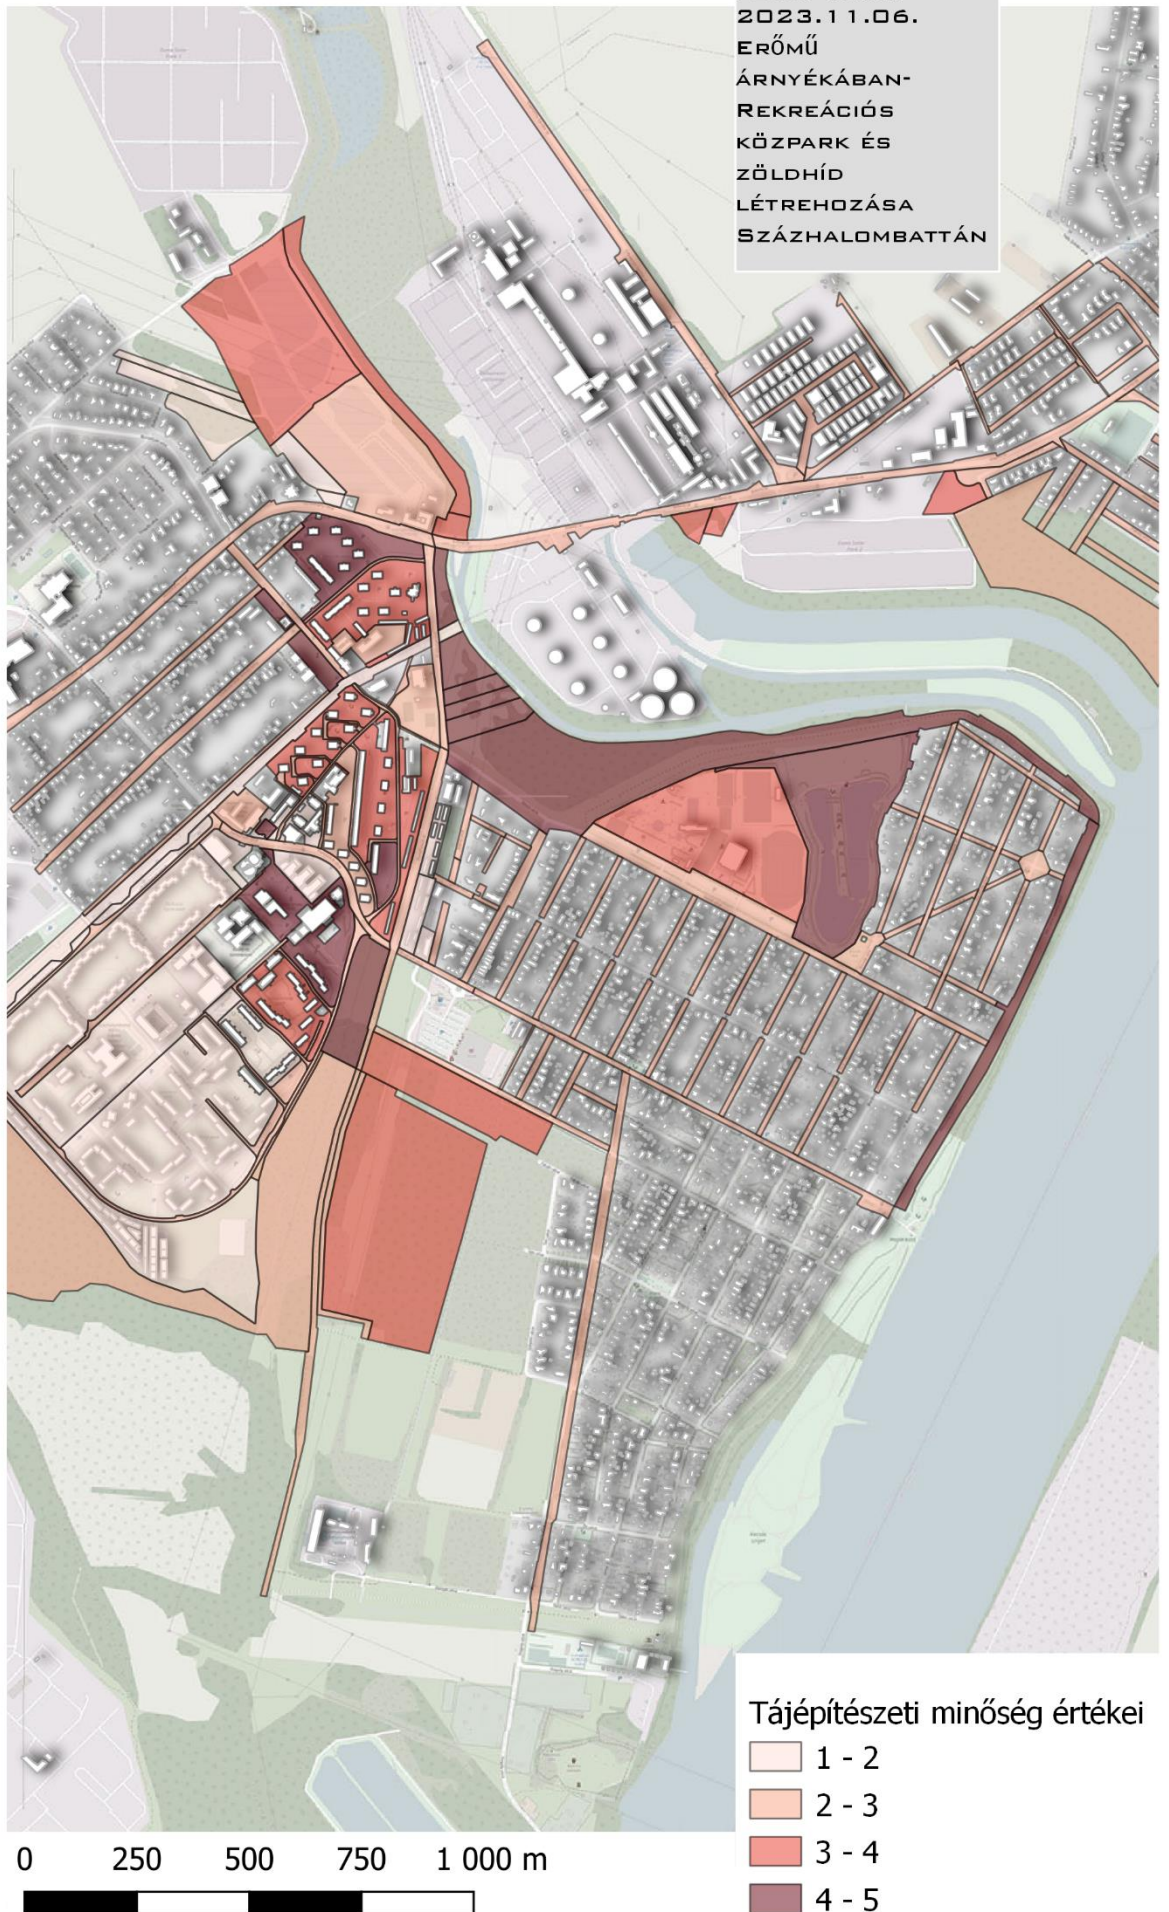 2023.11.06.
ERŐMŰ
ÁRNYÉKÁBAN-
REKREÁCIÓS
KÖZPARK ÉS
ZÖLDHÍD
LÉTREHOZÁSA
SZÁZHALOMBATTÁN
Tájépítészeti minőség értékei
1 - 2
2 - 3
3 - 4
4 - 5
0 250 500 750 1 000 m